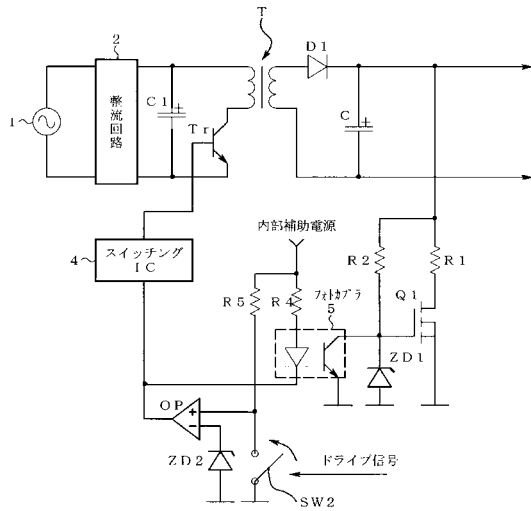 T
2
D1
整流回路
C1
+
1
Tr
C
+
内部補助電源
スイッチング
IC
4
R5
R4
フォトカプラ
5
R2
R1
Q1
ZD1
OP
+
−
ZD2
ドライブ信号
SW2